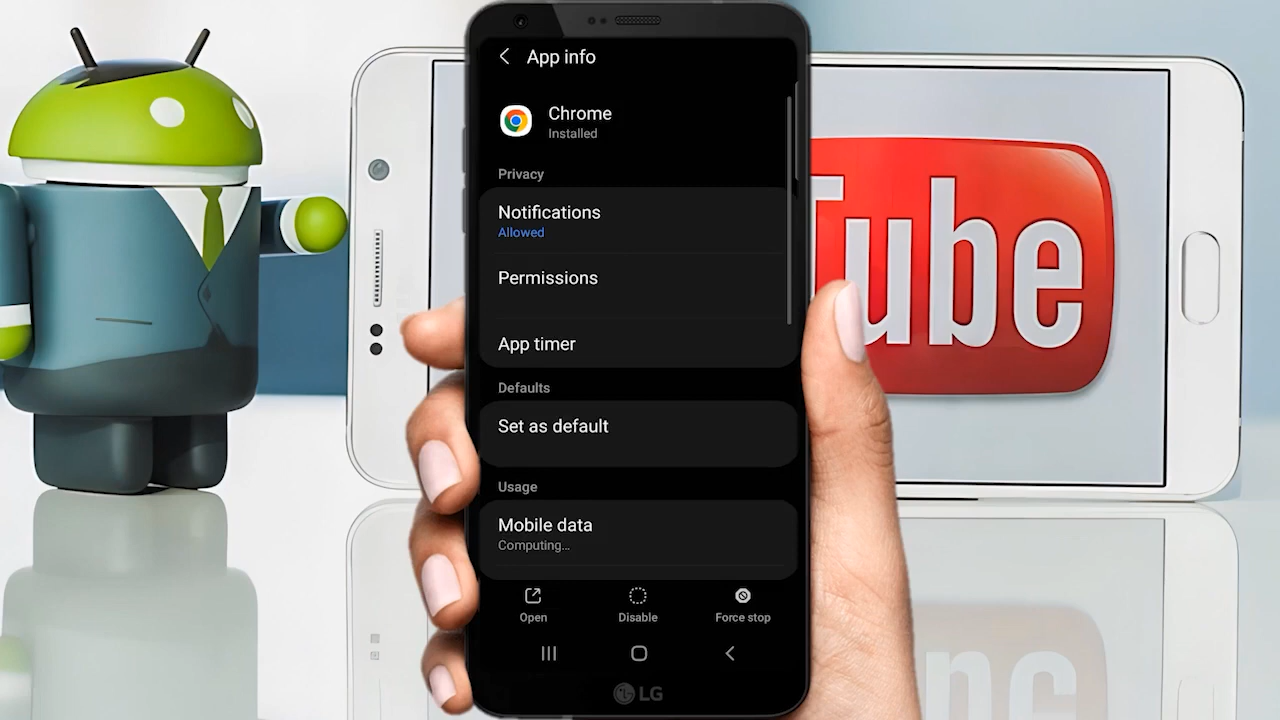 App info
Chrome
Installed
Privacy
Notifications
Allowed
Permissions
App timer
Defaults
Set as default
Usage
Mobile data
Computing...
Open
Disable
Force stop
LG
Tube